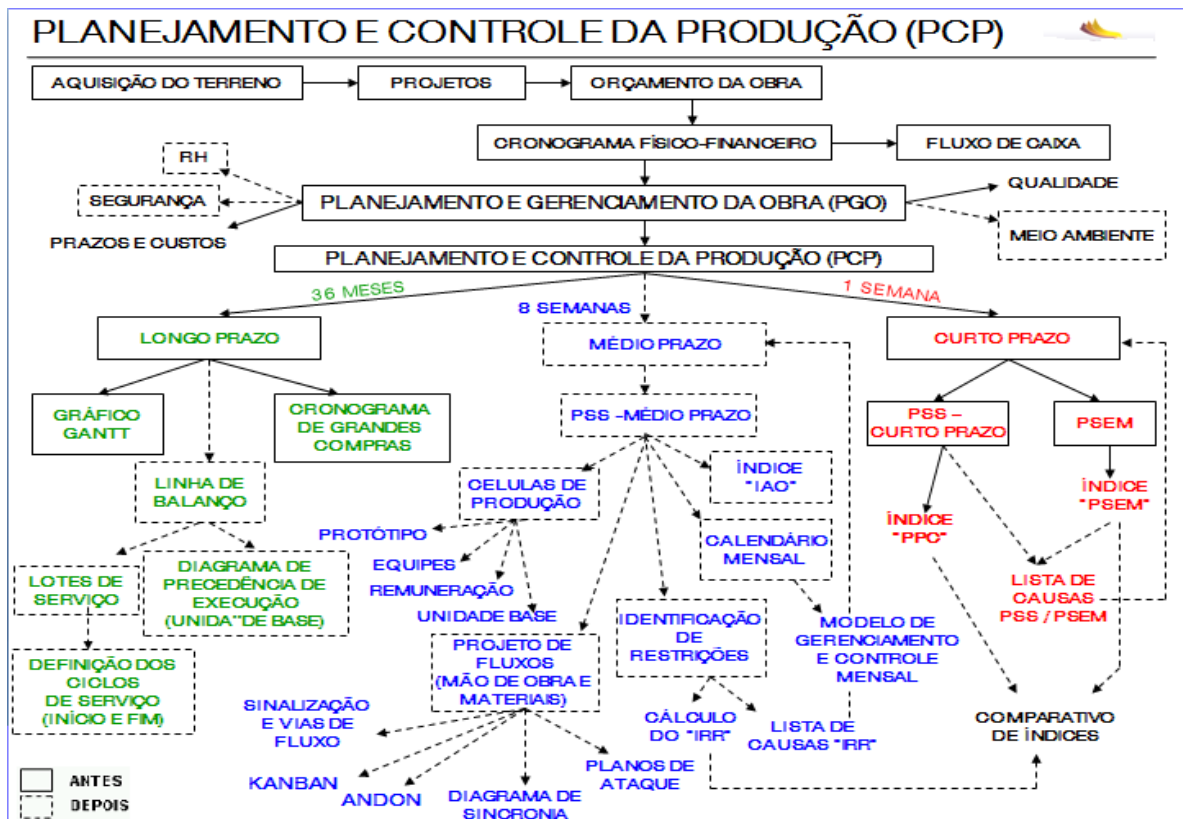 PLANEJAMENTO E CONTROLE DA PRODUÇÃO (PCP)
AQUISIÇÃO DO TERRENO
PROJETOS
ORÇAMENTO DA OBRA
CRONOGRAMA FÍSICO-FINANCEIRO
FLUXO DE CAIXA
RH
SEGURANÇA
PRAZOS E CUSTOS
PLANEJAMENTO E GERENCIAMENTO DA OBRA (PGO)
QUALIDADE
MEIO AMBIENTE
PLANEJAMENTO E CONTROLE DA PRODUÇÃO (PCP)
36 MESES
8 SEMANAS
1 SEMANA
LONGO PRAZO
MÉDIO PRAZO
CURTO PRAZO
GRÁFICO
GANTT
CRONOGRAMA
DE GRANDES
COMPRAS
LINHA DE
BALANÇO
LOTES DE
SERVIÇO
DIAGRAMA DE
PRECEDÊNCIA DE
EXECUÇÃO
(UNIDA"DE BASE)
DEFINIÇÃO DOS
CICLOS
DE SERVIÇO
(INÍCIO E FIM)
PSS -MÉDIO PRAZO
CELULAS DE
PRODUÇÃO
PROTÓTIPO
EQUIPES
REMUNERAÇÃO
UNIDADE BASE
PROJETO DE
FLUXOS
(MÃO DE OBRA E
MATERIAIS)
SINALIZAÇÃO
E VIAS DE
FLUXO
KANBAN
ANDON
DIAGRAMA DE
SINCRONIA
PLANOS DE
ATAQUE
ÍNDICE
"IAO"
CALENDÁRIO
MENSAL
IDENTIFICAÇÃO
DE
RESTRIÇÕES
CÁLCULO
DO "IRR"
LISTA DE
CAUSAS "IRR"
MODELO DE
GERENCIAMENTO
E CONTROLE
MENSAL
PSS –
CURTO PRAZO
PSEM
ÍNDICE
"PPC"
ÍNDICE
"PSEM"
LISTA DE
CAUSAS
PSS / PSEM
COMPARATIVO
DE ÍNDICES
ANTES
DEPOIS